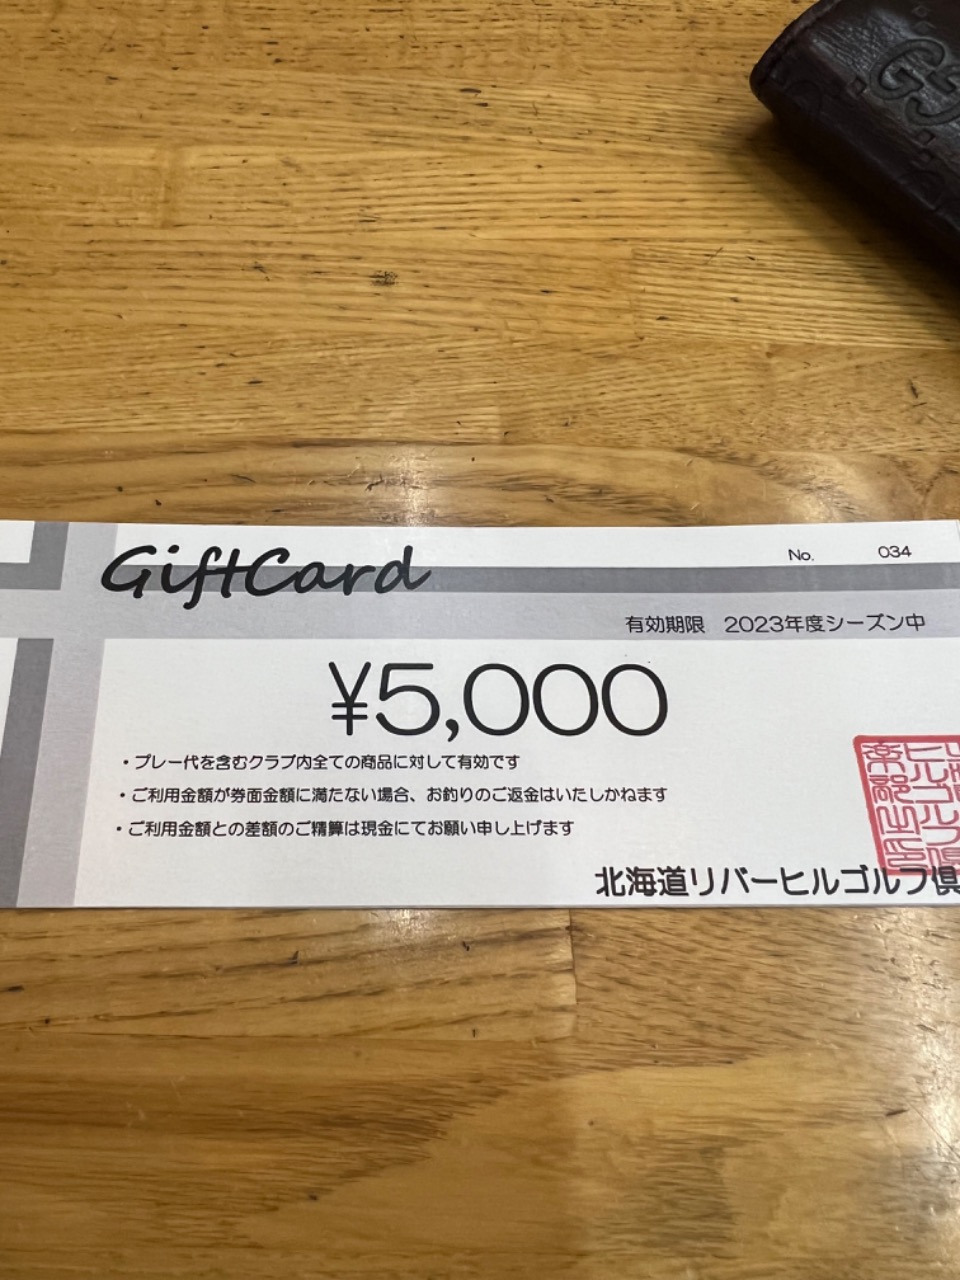 GiftCard
No. 034
有効期限 2023年度シーズン中
¥5,000
・プレー代を含むクラブ内全ての商品に対して有効です
・ご利用金額が券面金額に満たない場合、お釣りのご返金はいたしかねます
・ご利用金額との差額のご精算は現金にてお願い申し上げます
北海道リバーヒルゴルフ倶